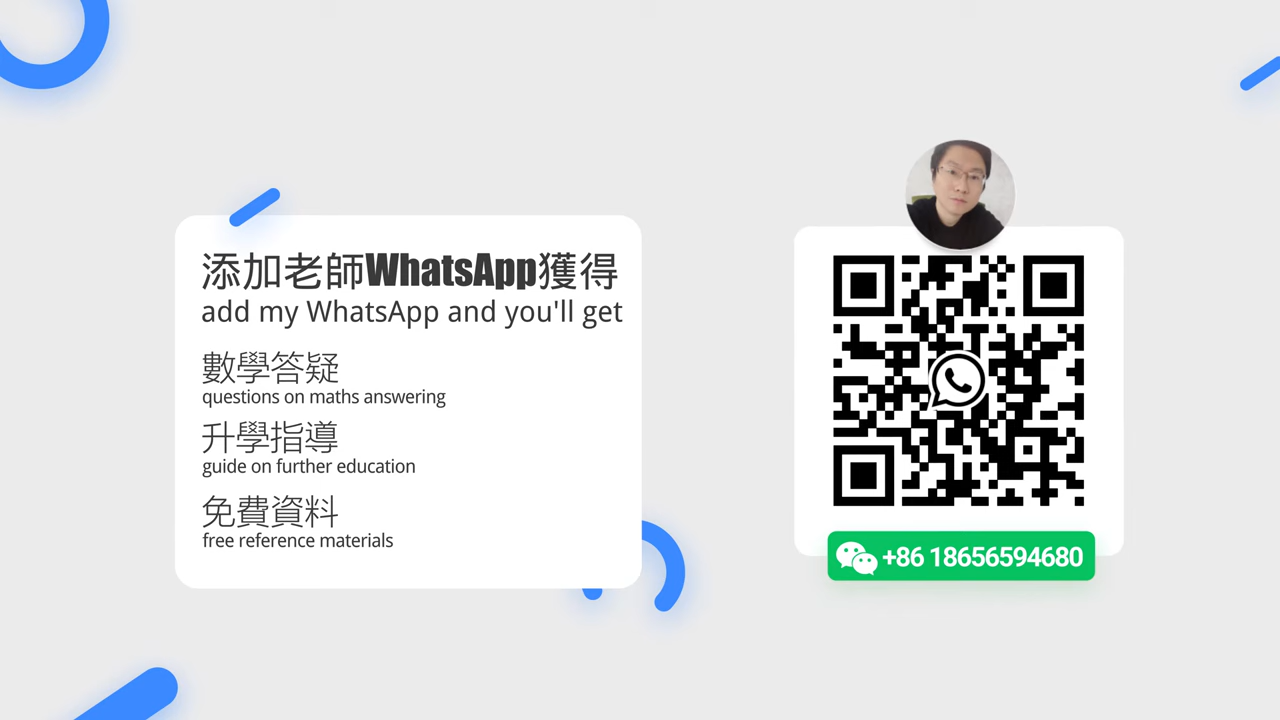 添加老師WhatsApp獲得
add my WhatsApp and you'll get
數學答疑
questions on maths answering
升學指導
guide on further education
免費資料
free reference materials
+86 18656594680